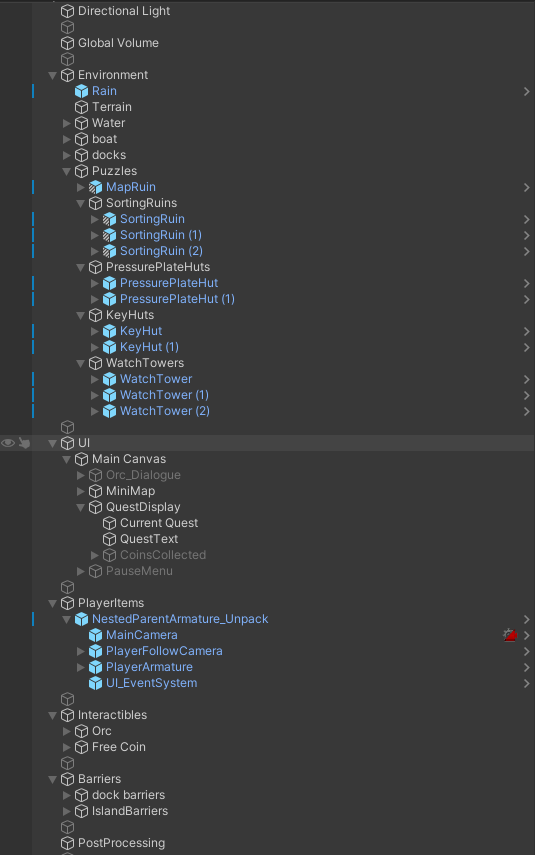 Directional Light
Global Volume
Environment
Rain
Terrain
Water
boat
docks
Puzzles
MapRuin
SortingRuins
SortingRuin
SortingRuin (1)
SortingRuin (2)
PressurePlateHuts
PressurePlateHut
PressurePlateHut (1)
KeyHuts
KeyHut
KeyHut (1)
WatchTowers
WatchTower
WatchTower (1)
WatchTower (2)
UI
Main Canvas
Orc_Dialogue
MiniMap
QuestDisplay
Current Quest
QuestText
CoinsCollected
PauseMenu
PlayerItems
NestedParentArmature_Unpack
MainCamera
PlayerFollowCamera
PlayerArmature
UI_EventSystem
Interactibles
Orc
Free Coin
Barriers
dock barriers
IslandBarriers
PostProcessing